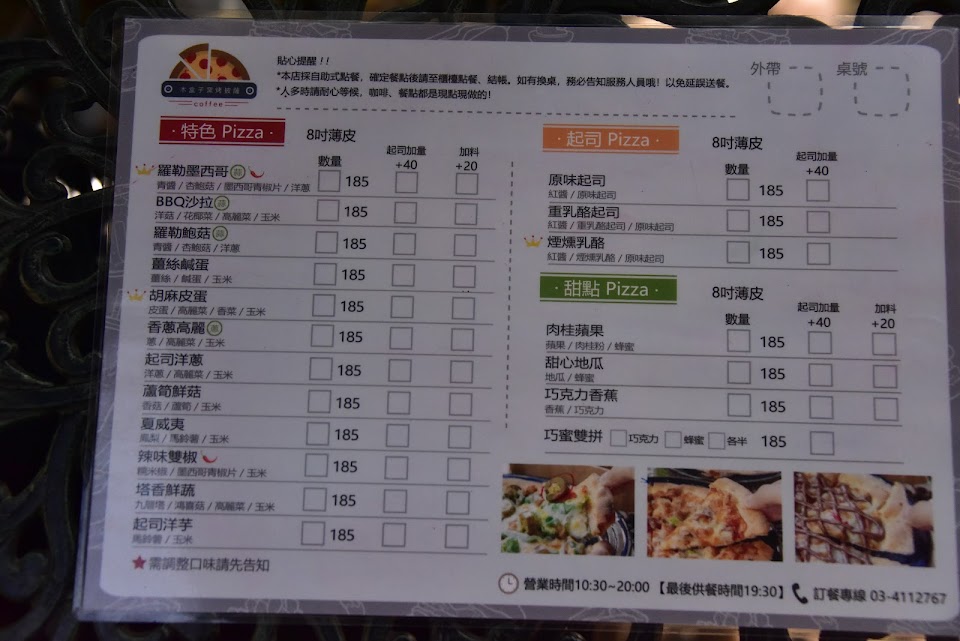 木盒子窯烤披薩
coffee
貼心提醒!!
*本店採自助式點餐，確定餐點後請至櫃檯點餐、結帳。如有換桌，務必告知服務人員哦！以免延誤送餐。
*人多時請耐心等候，咖啡、餐點都是現點現做的!
外帶
桌號
·特色 Pizza·
8吋薄皮
數量 起司加量 +40 加料 +20
羅勒墨西哥 蒜 185
青醬/杏鮑菇/墨西哥青椒片/洋蔥
BBQ沙拉 蒜 185
洋菇/花椰菜/高麗菜/玉米
羅勒鮑菇 蒜 185
青醬/杏鮑菇/洋蔥
薑絲鹹蛋 185
薑絲/鹹蛋/玉米
胡麻皮蛋 185
皮蛋/高麗菜/香菜/玉米
香蔥高麗 蔥 185
蔥/高麗菜/玉米
起司洋蔥 185
洋蔥/高麗菜/玉米
蘆筍鮮菇 185
香菇/蘆筍/玉米
夏威夷 185
鳳梨/馬鈴薯/玉米
辣味雙椒 185
糯米椒/墨西哥青椒片/玉米
塔香鮮蔬 185
九層塔/鴻喜菇/高麗菜/玉米
起司洋芋 185
馬鈴薯/玉米
★需調整口味請先告知
·起司 Pizza·
8吋薄皮
數量 起司加量 +40
原味起司 185
紅醬/原味起司
重乳酪起司 185
紅醬/重乳酪起司/原味起司
煙燻乳酪 185
紅醬/煙燻乳酪/原味起司
·甜點 Pizza·
8吋薄皮
數量 起司加量 +40 加料 +20
肉桂蘋果 185
蘋果/肉桂粉/蜂蜜
甜心地瓜 185
地瓜/蜂蜜
巧克力香蕉 185
香蕉/巧克力
巧蜜雙拼 巧克力 蜂蜜 各半 185
營業時間10:30~20:00【最後供餐時間19:30】 訂餐專線 03-4112767